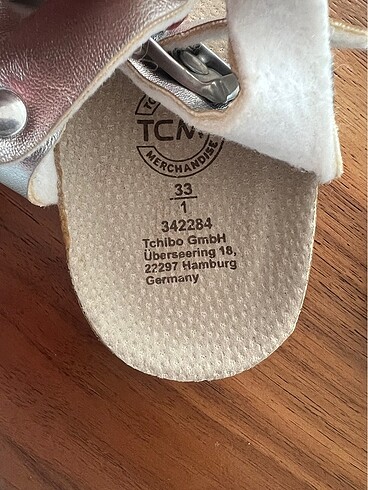 TCM
MERCHANDISE
33
1
342284
Tchibo GmbH
Überseering 18,
22297 Hamburg
Germany